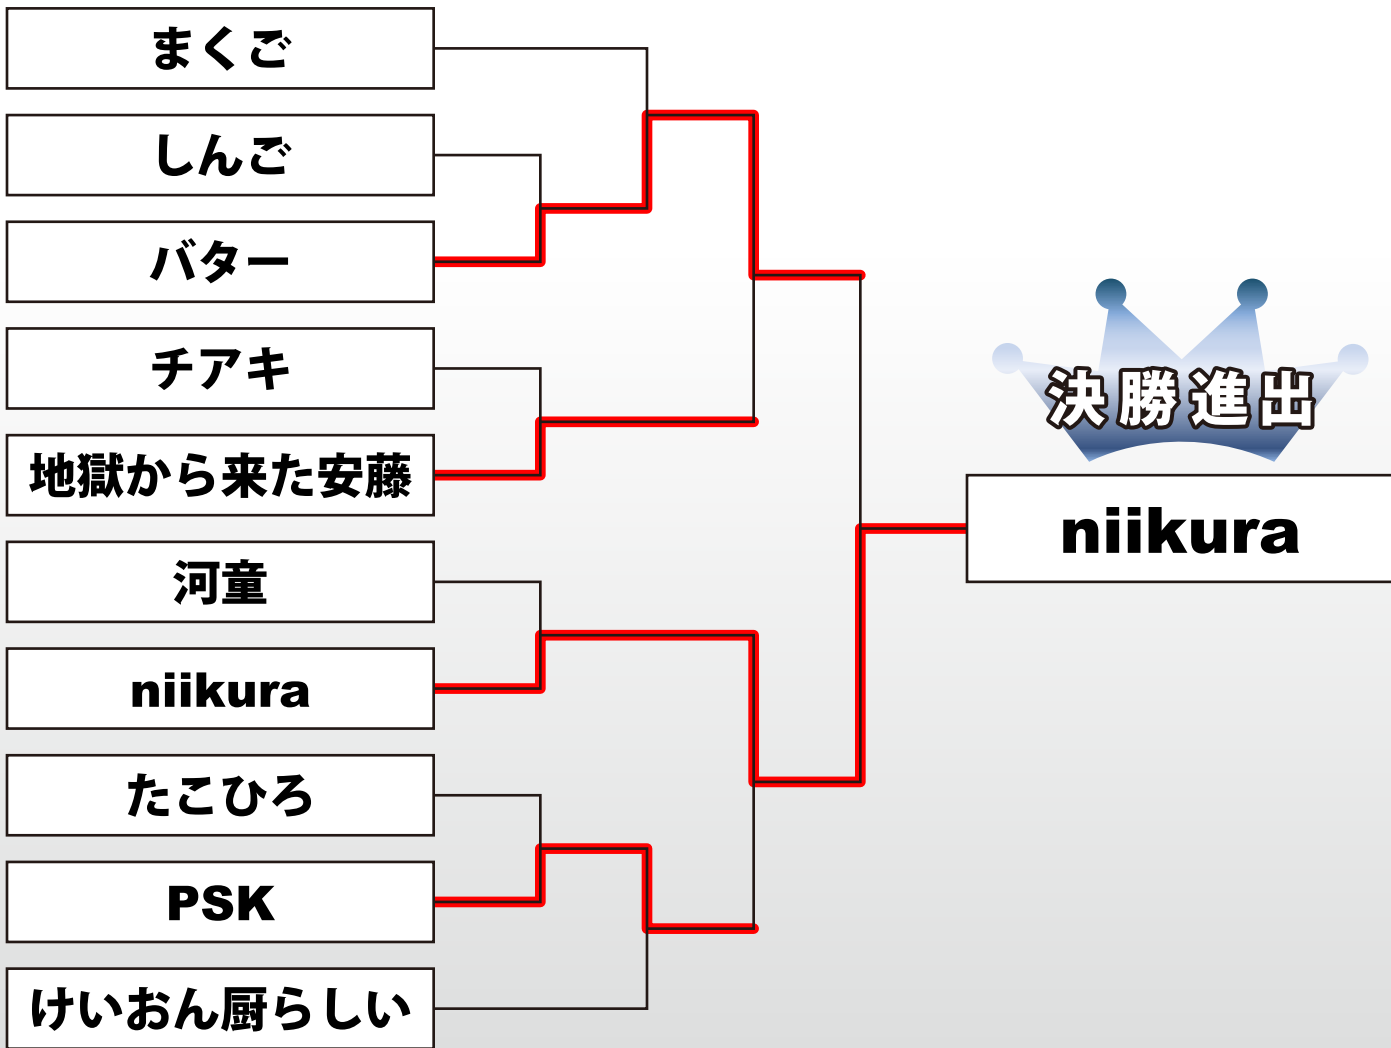 まくご
しんご
バター
チアキ
地獄から来た安藤
河童
niikura
たこひろ
PSK
けいおん厨らしい
決勝進出
niikura